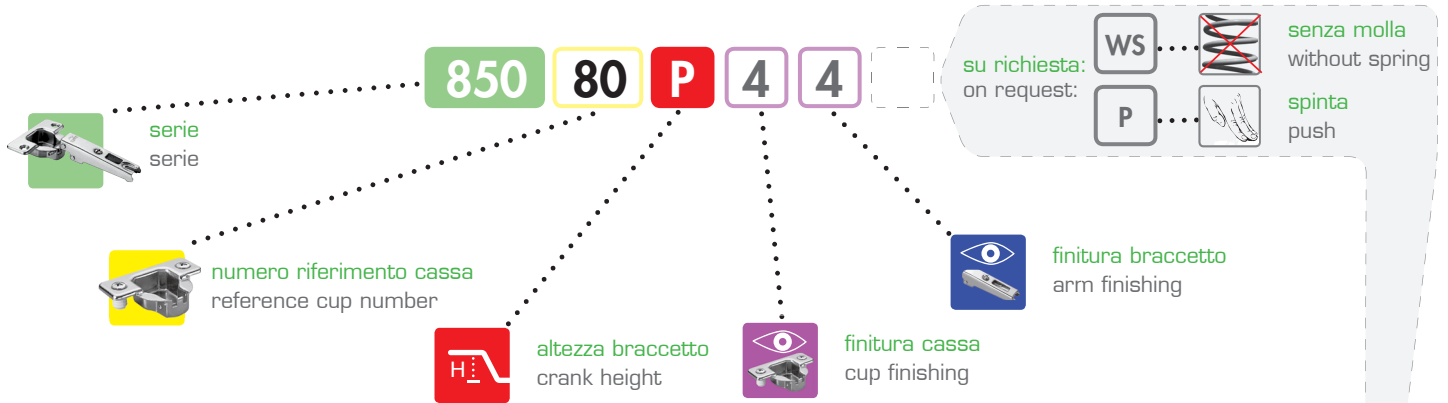 850 80 P 4 4
su richiesta:
on request:
WS
senza molla
without spring
P
spinta
push
serie
serie
numero riferimento cassa
reference cup number
H
altezza braccetto
crank height
finitura cassa
cup finishing
finitura braccetto
arm finishing